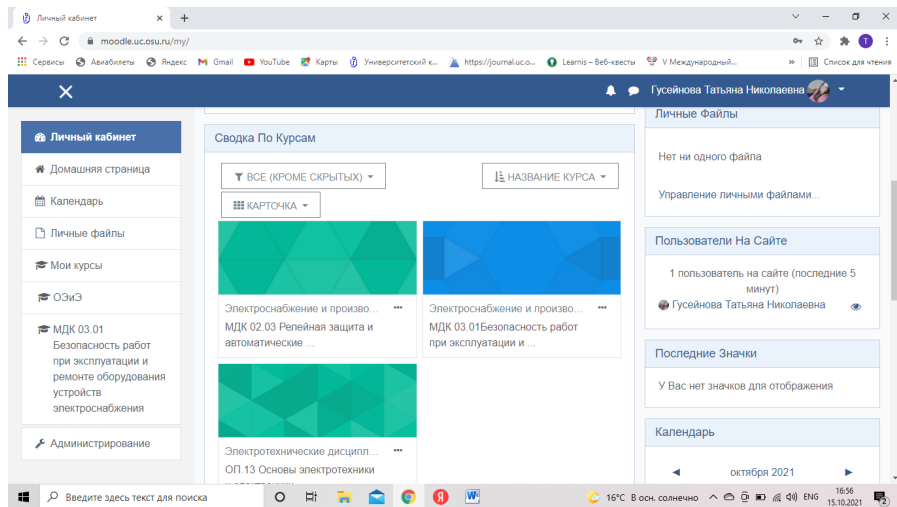 Личный кабинет
moodle.uc.osu.ru/my/
Сервисы Авиабилеты Яндекс Gmail YouTube Карты Университетский к... https://journal.uc.o... Learnis – Веб-квесты V Международный... » Список для чтения
Гусейнова Татьяна Николаевна
Личный кабинет
Домашняя страница
Календарь
Личные файлы
Мои курсы
ОЭиЭ
МДК 03.01
Безопасность работ
при эксплуатации и
ремонте оборудования
устройств
электроснабжения
Администрирование
Сводка По Курсам
ВСЕ (КРОМЕ СКРЫТЫХ)
НАЗВАНИЕ КУРСА
КАРТОЧКА
Электроснабжение и произво...
МДК 02.03 Релейная защита и
автоматические ...
Электроснабжение и произво...
МДК 03.01Безопасность работ
при эксплуатации и ...
Электротехнические дисципл...
ОП.13 Основы электротехники
Личные Файлы
Нет ни одного файла
Управление личными файлами...
Пользователи На Сайте
1 пользователь на сайте (последние 5
минут)
Гусейнова Татьяна Николаевна
Последние Значки
У Вас нет значков для отображения
Календарь
октября 2021
Введите здесь текст для поиска
16°C В осн. солнечно
ENG
16:56
15.10.2021